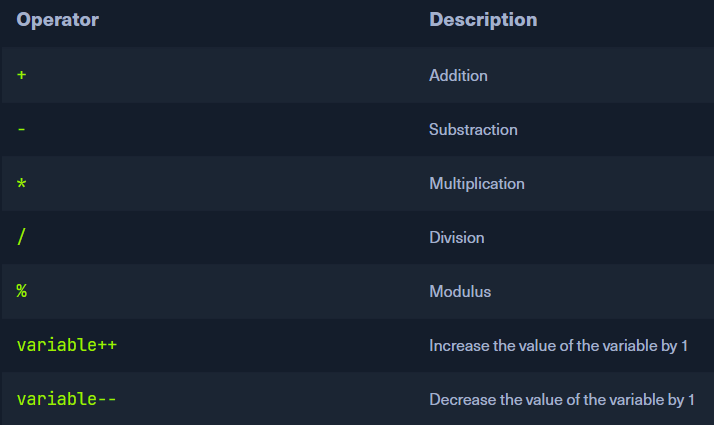 Operator Description
+ Addition
- Substraction
* Multiplication
/ Division
% Modulus
variable++ Increase the value of the variable by 1
variable-- Decrease the value of the variable by 1